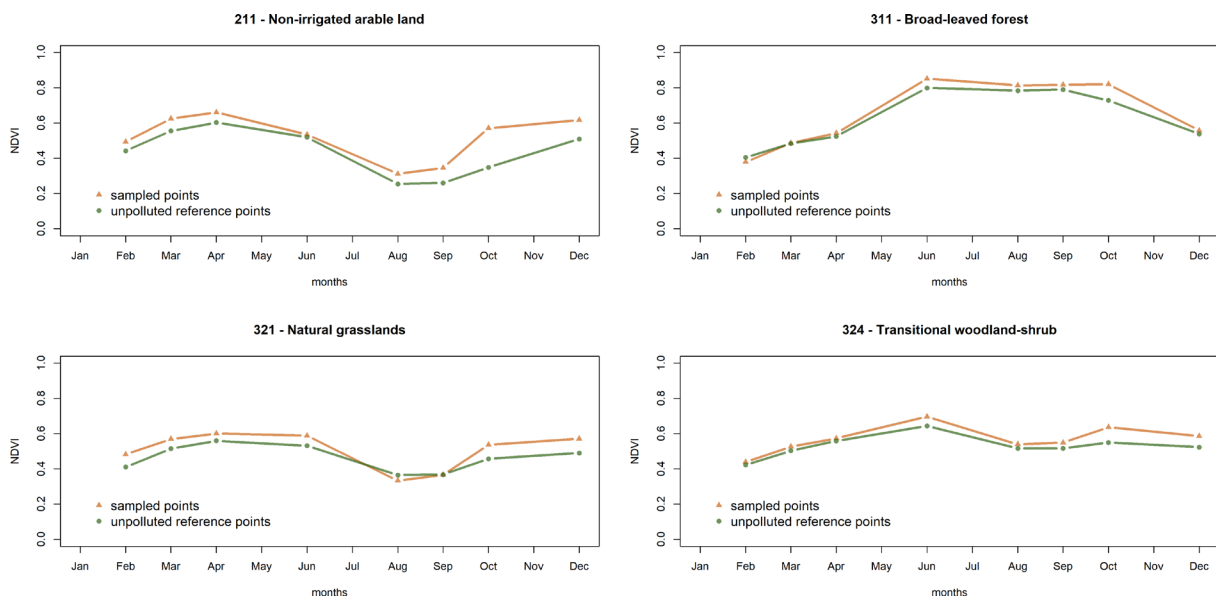 211 - Non-irrigated arable land
NDVI
1.0
0.8
0.6
0.4
0.2
0.0
sampled points
unpolluted reference points
Jan Feb Mar Apr May Jun Jul Aug Sep Oct Nov Dec
months
311 - Broad-leaved forest
NDVI
1.0
0.8
0.6
0.4
0.2
0.0
sampled points
unpolluted reference points
Jan Feb Mar Apr May Jun Jul Aug Sep Oct Nov Dec
months
321 - Natural grasslands
NDVI
1.0
0.8
0.6
0.4
0.2
0.0
sampled points
unpolluted reference points
Jan Feb Mar Apr May Jun Jul Aug Sep Oct Nov Dec
months
324 - Transitional woodland-shrub
NDVI
1.0
0.8
0.6
0.4
0.2
0.0
sampled points
unpolluted reference points
Jan Feb Mar Apr May Jun Jul Aug Sep Oct Nov Dec
months